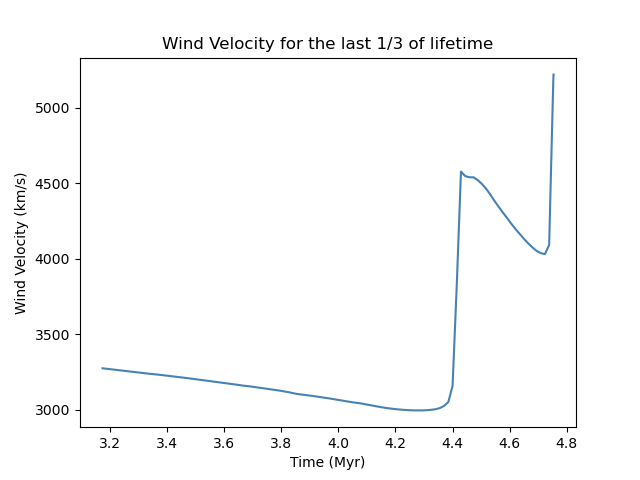 Wind Velocity for the last 1/3 of lifetime
Wind Velocity (km/s)
5000
4500
4000
3500
3000
3.2 3.4 3.6 3.8 4.0 4.2 4.4 4.6 4.8
Time (Myr)